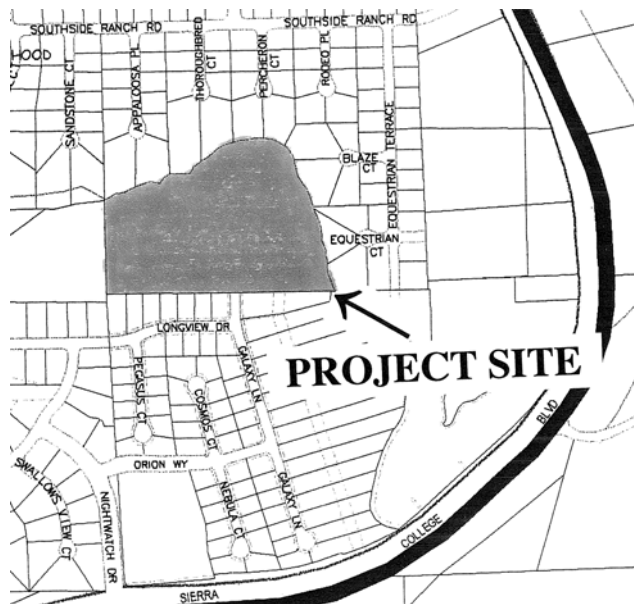 SOUTHSIDE RANCH RD
SOUTHSIDE RANCH RD
HOOD
CT
SANDSTONE CT
APPALOOSA PL
THOROUGHBRED
CT
PERCHERON
CT
RODEO PL
BLAZE
CT
EQUESTRIAN TERRACE
EQUESTRIAN
CT
LONGVIEW DR
PROJECT SITE
PEGASUS CT
COSMOS CT
GALAXY LN
ORION WY
SWALLOWS VIEW CT
NIGHTWATCH DR
NEBULA CT
GALAXY LN
SIERRA
COLLEGE
BLVD